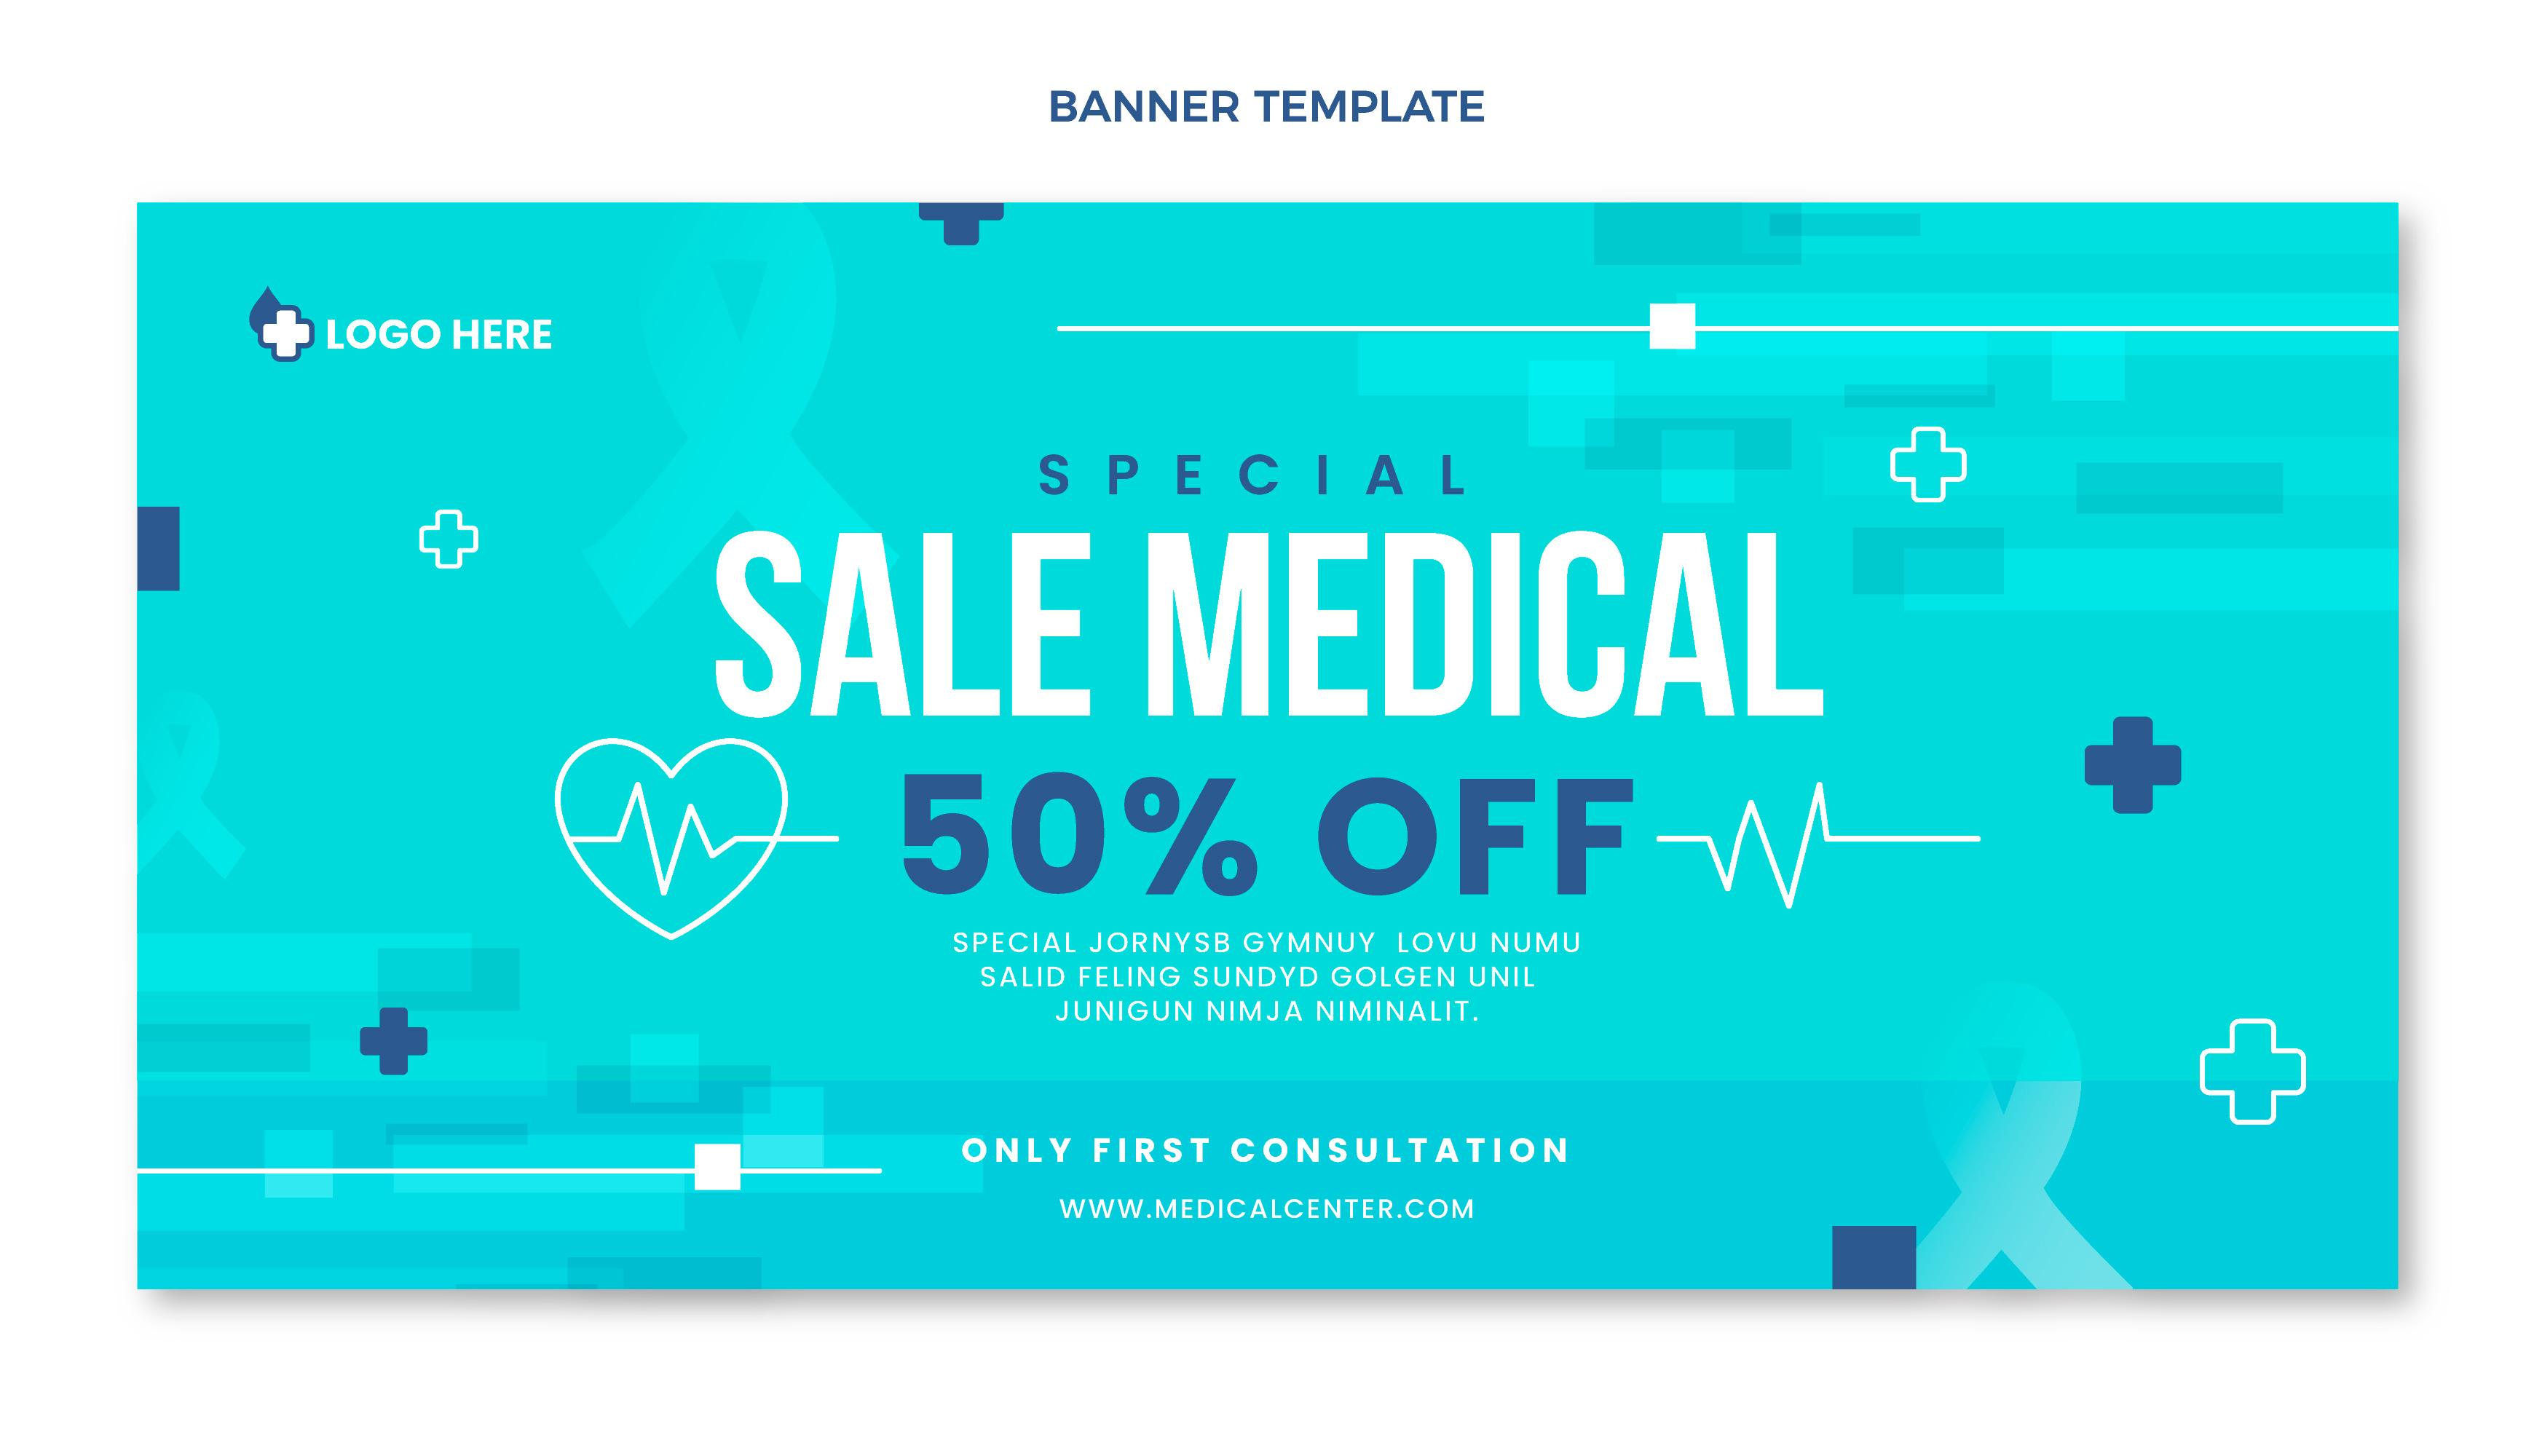 BANNER TEMPLATE
LOGO HERE
SPECIAL
SALE MEDICAL
50% OFF
SPECIAL JORNYSB GYMNUY LOVU NUMU
SALID FELING SUNDYD GOLGEN UNIL
JUNIGUN NIMJA NIMINALIT.
ONLY FIRST CONSULTATION
WWW.MEDICALCENTER.COM